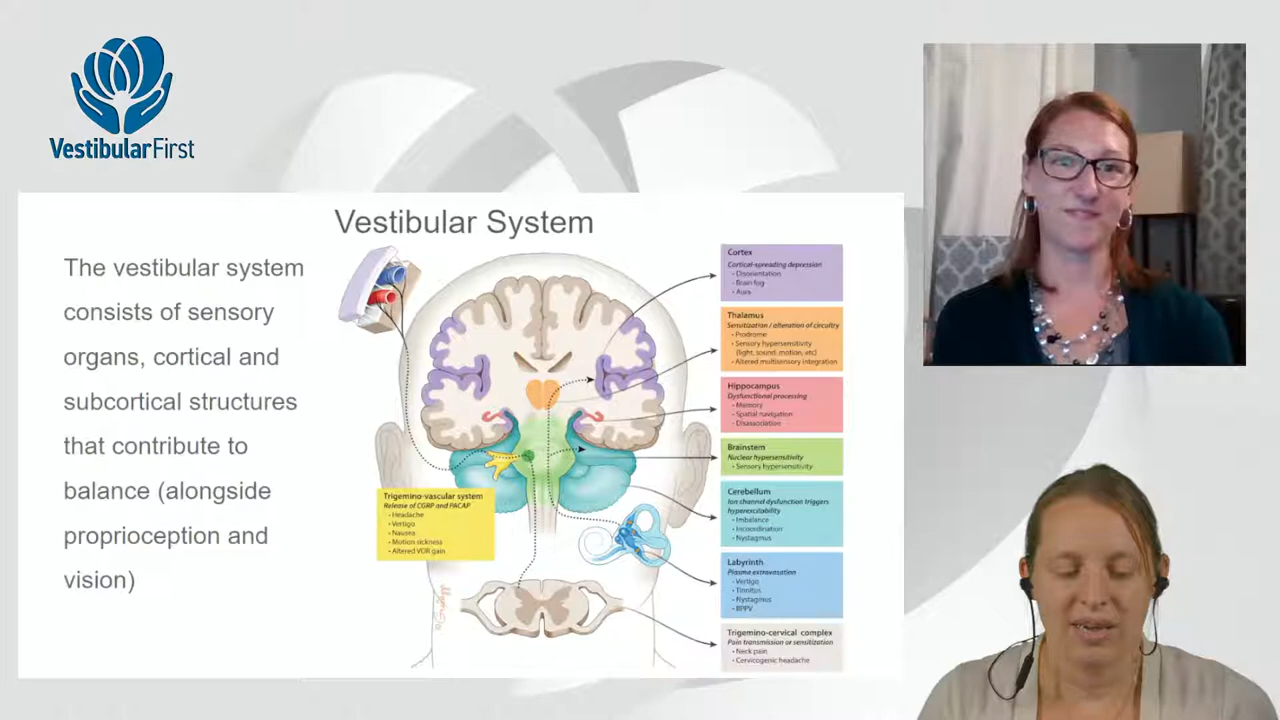 VestibularFirst
Vestibular System
The vestibular system
consists of sensory
organs, cortical and
subcortical structures
that contribute to
balance (alongside
proprioception and
vision)
Trigemino-vascular system
Release of CGRP and PACAP
• Headache
• Vertigo
• Nausea
• Motion sickness
• Altered VOR gain
Cortex
Cortical-spreading depression
• Disorientation
• Brain fog
• Aura
Thalamus
Sensitization / alteration of circuitry
• Prodrome
• Sensory hypersensitivity
(light, sound, motion, etc)
• Altered multisensory integration
Hippocampus
Dysfunctional processing
• Memory
• Spatial navigation
• Disassociation
Brainstem
Nuclear hypersensitivity
• Sensory hypersensitivity
Cerebellum
Ion channel dysfunction triggers
hyperexcitability
• Imbalance
• Incoordination
• Nystagmus
Labyrinth
Plasma extravasation
• Vertigo
• Tinnitus
• Nystagmus
• BPPV
Trigemino-cervical complex
Pain transmission or sensitization
• Neck pain
• Cervicogenic headache